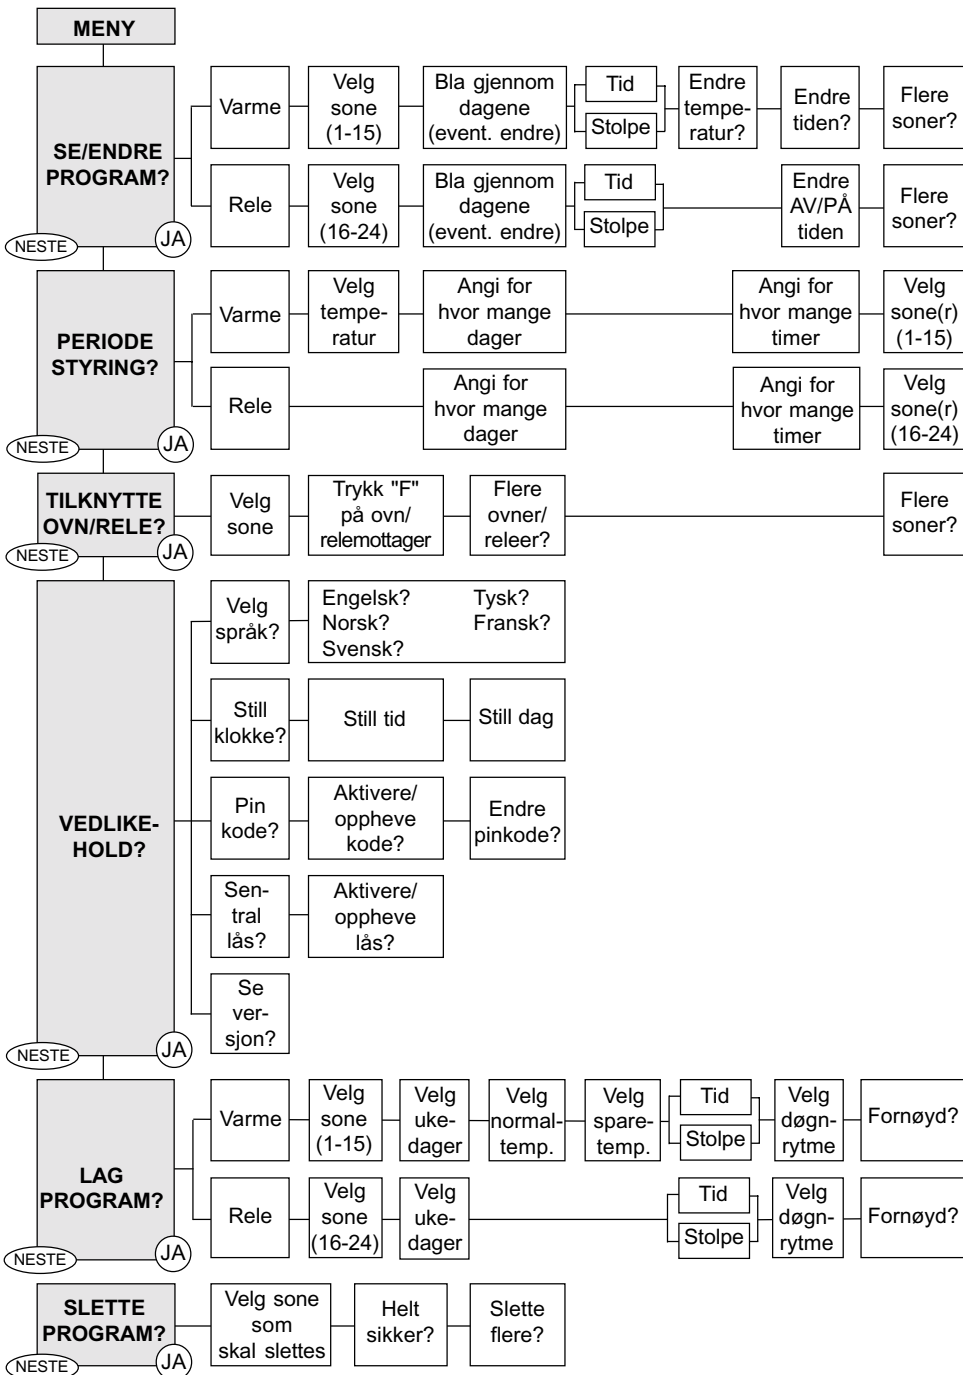 MENY
SE/ENDRE
PROGRAM?
NESTE
JA
Varme
Velg
sone
(1-15)
Bla gjennom
dagene
(event. endre)
Tid
Stolpe
Endre
tempe-
ratur?
Endre
tiden?
Flere
soner?
Rele
Velg
sone
(16-24)
Bla gjennom
dagene
(event. endre)
Tid
Stolpe
Endre
AV/PÅ
tiden
Flere
soner?
PERIODE
STYRING?
NESTE
JA
Varme
Velg
tempe-
ratur
Angi for
hvor mange
dager
Angi for
hvor mange
timer
Velg
sone(r)
(1-15)
Rele
Angi for
hvor mange
dager
Angi for
hvor mange
timer
Velg
sone(r)
(16-24)
TILKNYTTE
OVN/RELE?
NESTE
JA
Velg
sone
Trykk "F"
på ovn/
relemottager
Flere
ovner/
releer?
Flere
soner?
VEDLIKE-
HOLD?
NESTE
JA
Velg
språk?
Engelsk? Tysk?
Norsk? Fransk?
Svensk?
Still
klokke?
Still tid
Still dag
Pin
kode?
Aktivere/
oppheve
kode?
Endre
pinkode?
Sen-
tral
lås?
Aktivere/
oppheve
lås?
Se
ver-
sjon?
LAG
PROGRAM?
NESTE
JA
Varme
Velg
sone
(1-15)
Velg
uke-
dager
Velg
normal-
temp.
Velg
spare-
temp.
Tid
Stolpe
Velg
døgn-
rytme
Fornøyd?
Rele
Velg
sone
(16-24)
Velg
uke-
dager
Tid
Stolpe
Velg
døgn-
rytme
Fornøyd?
SLETTE
PROGRAM?
NESTE
JA
Velg sone
som
skal slettes
Helt
sikker?
Slette
flere?